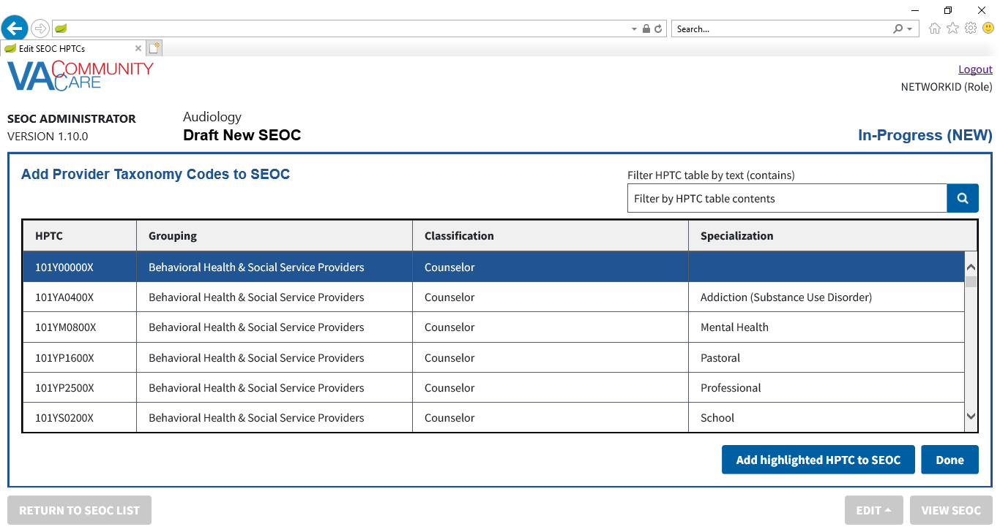 Search...
Edit SEOC HPTCs
VA COMMUNITY CARE
Logout
NETWORKID (Role)
SEOC ADMINISTRATOR
VERSION 1.10.0
Audiology
Draft New SEOC
In-Progress (NEW)
Add Provider Taxonomy Codes to SEOC
Filter HPTC table by text (contains)
Filter by HPTC table contents
HPTC Grouping Classification Specialization
101Y00000X Behavioral Health & Social Service Providers Counselor
101YA0400X Behavioral Health & Social Service Providers Counselor Addiction (Substance Use Disorder)
101YM0800X Behavioral Health & Social Service Providers Counselor Mental Health
101YP1600X Behavioral Health & Social Service Providers Counselor Pastoral
101YP2500X Behavioral Health & Social Service Providers Counselor Professional
101YS0200X Behavioral Health & Social Service Providers Counselor School
Add highlighted HPTC to SEOC Done
RETURN TO SEOC LIST EDIT VIEW SEOC